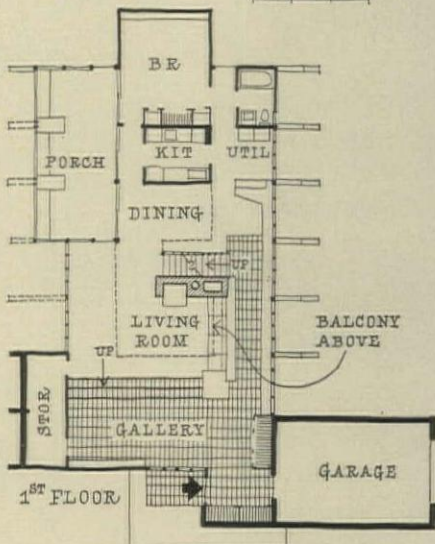 BR
KIT
UTIL
PORCH
DINING
UP
LIVING
ROOM
BALCONY
ABOVE
UP
STOR
GALLERY
GARAGE
1ST FLOOR